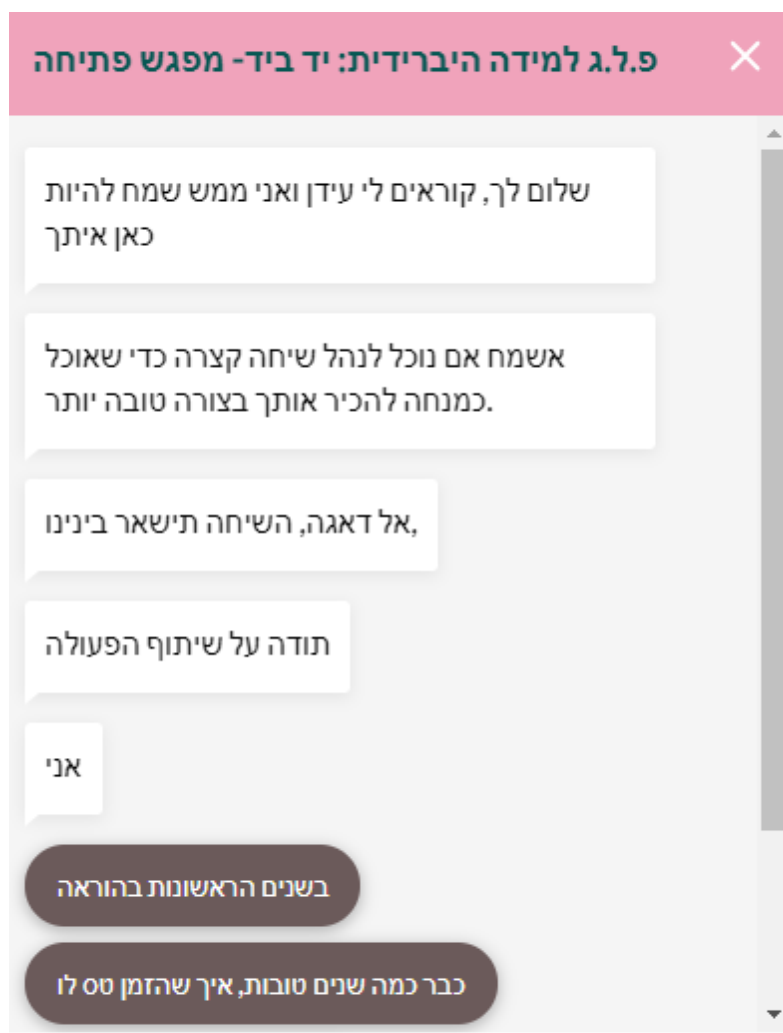 פ.ל.ג למידה היברידית: יד ביד- מפגש פתיחה
שלום לך, קוראים לי עידן ואני ממש שמח להיות
כאן איתך
אשמח אם נוכל לנהל שיחה קצרה כדי שאוכל
.כמנחה להכיר אותך בצורה טובה יותר
,אל דאגה, השיחה תישאר בינינו
תודה על שיתוף הפעולה
אני
בשנים הראשונות בהוראה
כבר כמה שנים טובות, איך שהזמן טס לו